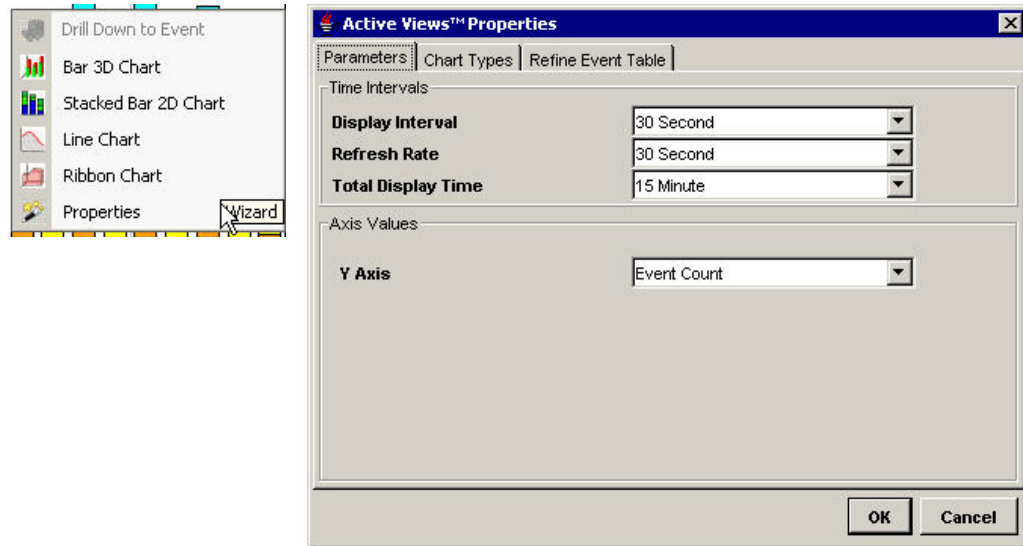 Drill Down to Event
Bar 3D Chart
Stacked Bar 2D Chart
Line Chart
Ribbon Chart
Properties
Wizard
Active Views™ Properties
Parameters
Chart Types
Refine Event Table
Time Intervals
Display Interval
30 Second
Refresh Rate
30 Second
Total Display Time
15 Minute
Axis Values
Y Axis
Event Count
OK
Cancel